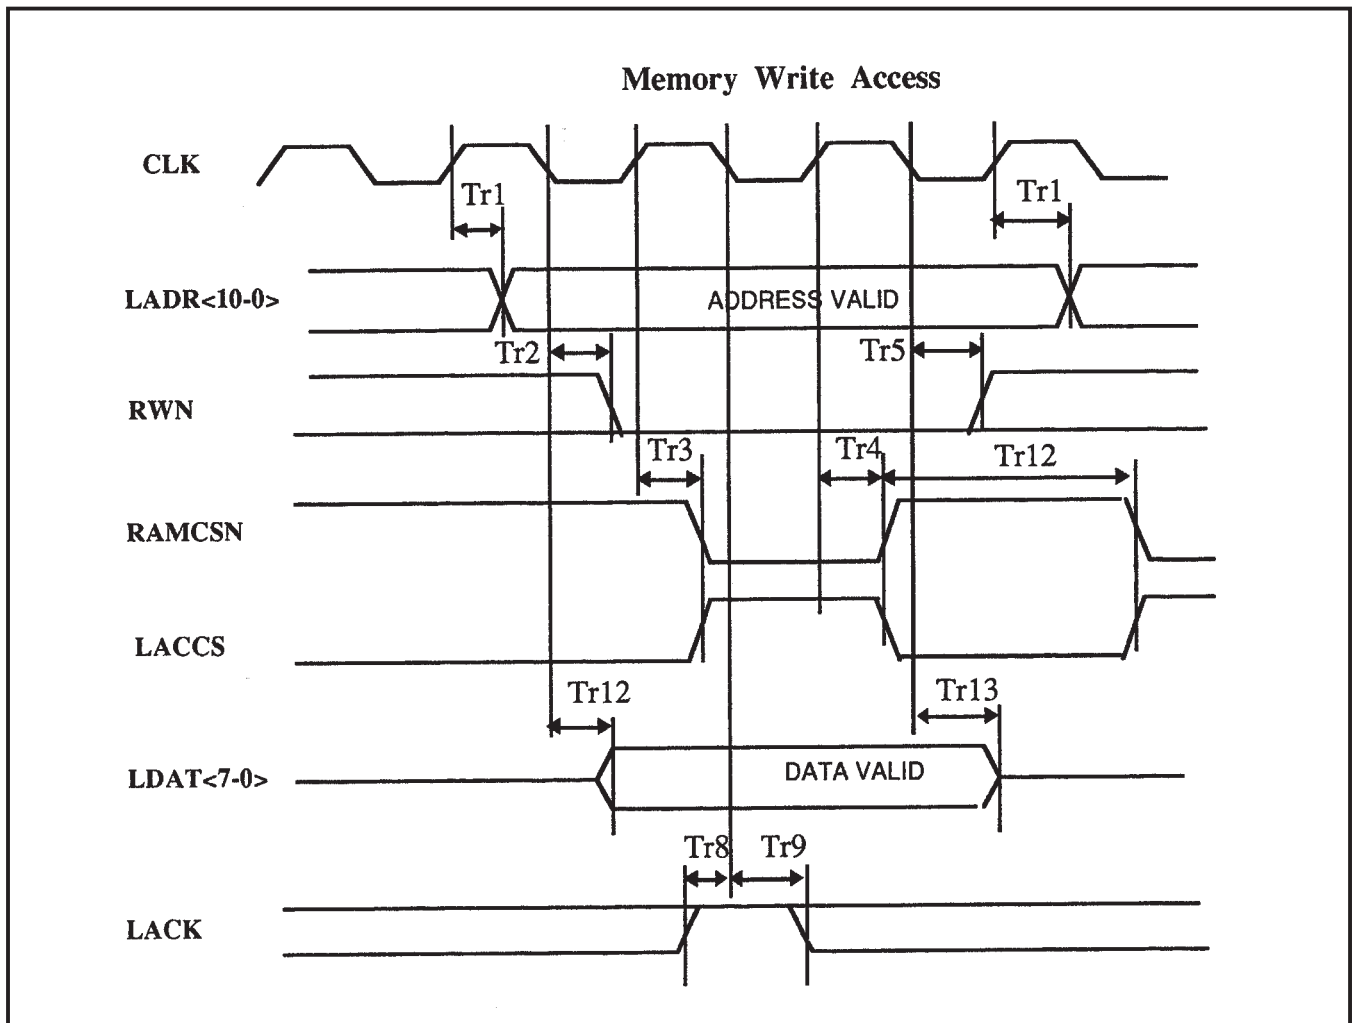 Memory Write Access
CLK
Tr1
Tr1
LADR<10-0>
ADDRESS VALID
Tr2
Tr5
RWN
Tr3
Tr4
Tr12
RAMCSN
LACCS
Tr12
Tr13
LDAT<7-0>
DATA VALID
Tr8
Tr9
LACK